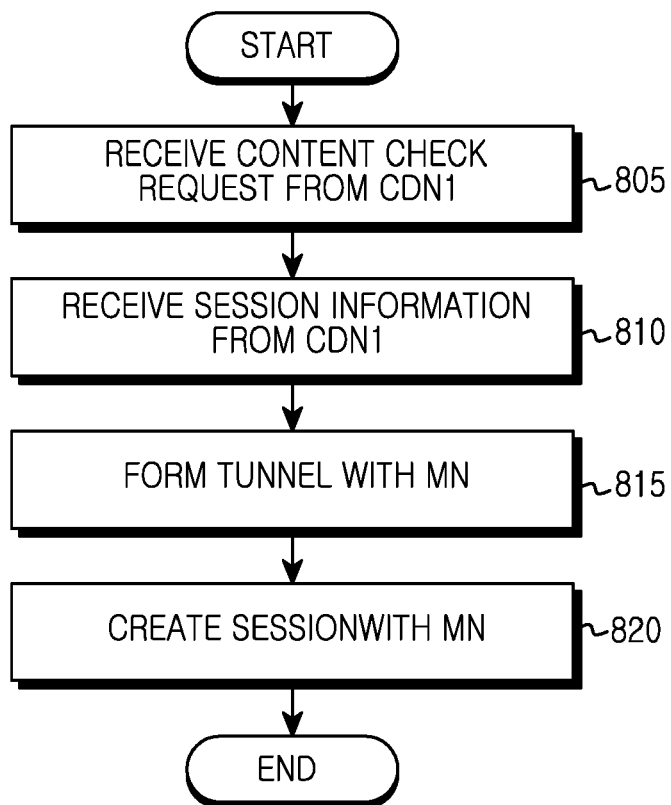 START
RECEIVE CONTENT CHECK
REQUEST FROM CDN1
805
RECEIVE SESSION INFORMATION
FROM CDN1
810
FORM TUNNEL WITH MN
815
CREATE SESSIONWITH MN
820
END